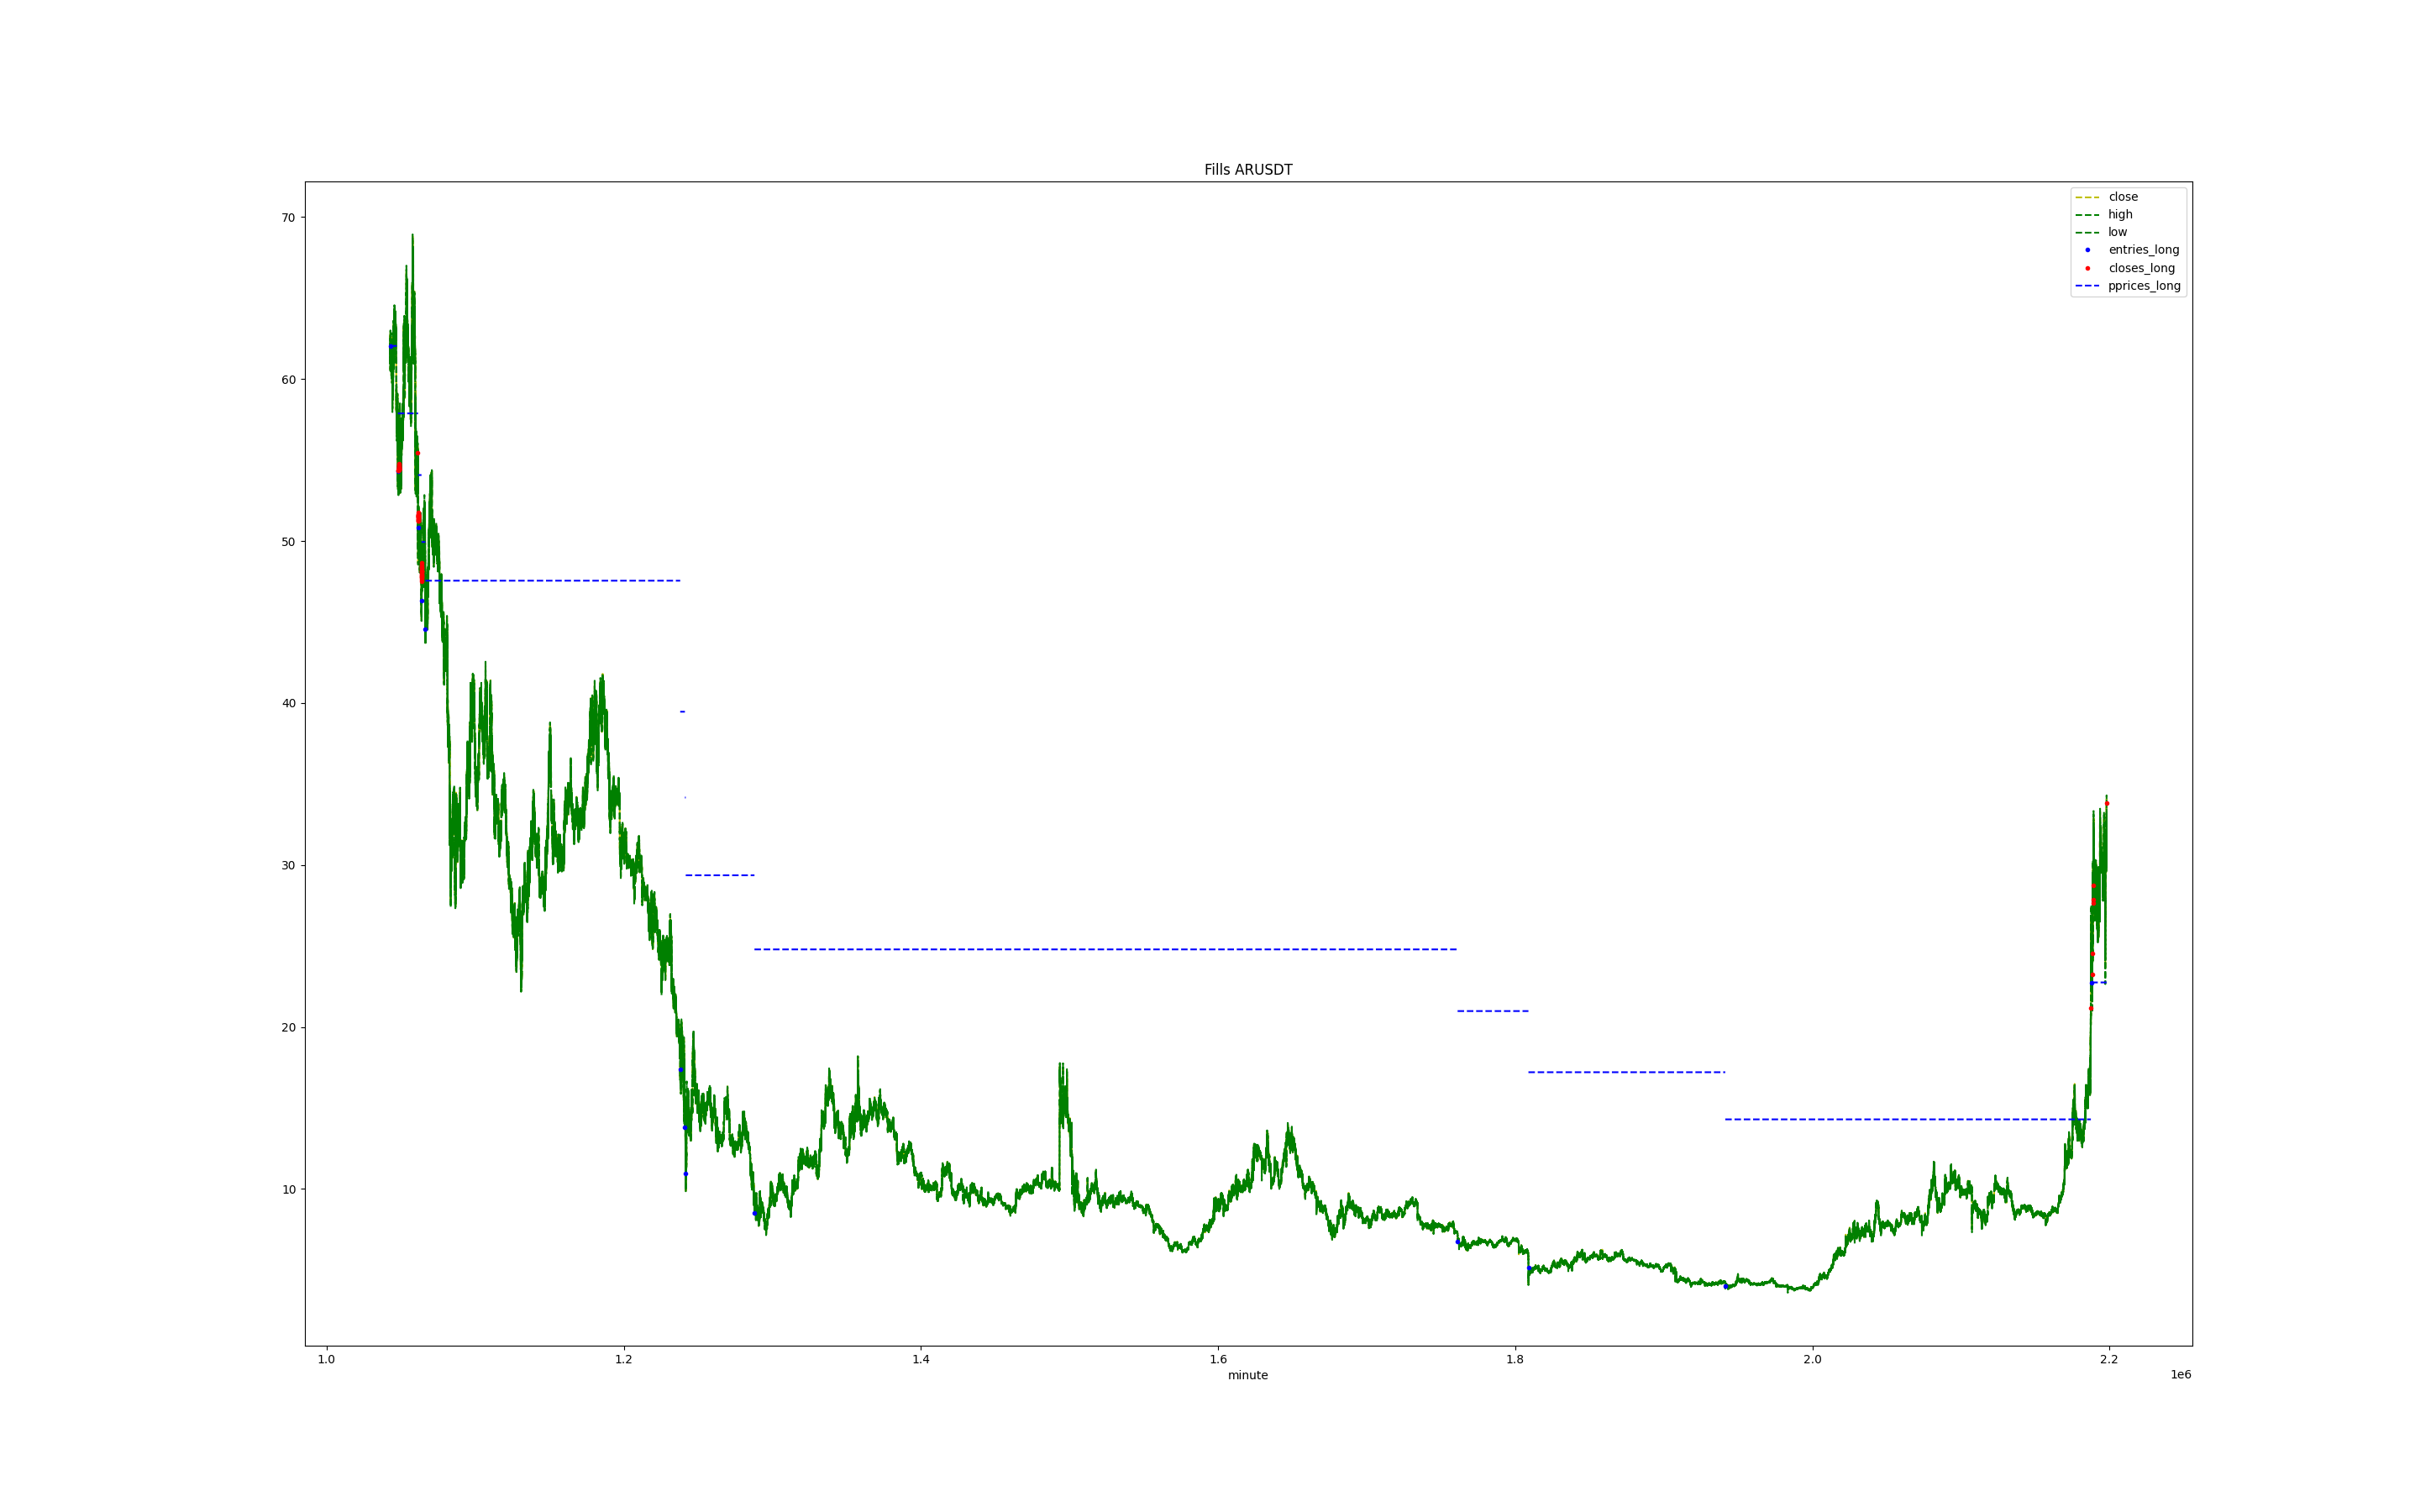 Fills ARUSDT
close
high
low
entries_long
closes_long
pprices_long
70
60
50
40
30
20
10
1.0 1.2 1.4 1.6 1.8 2.0 2.2
minute
1e6